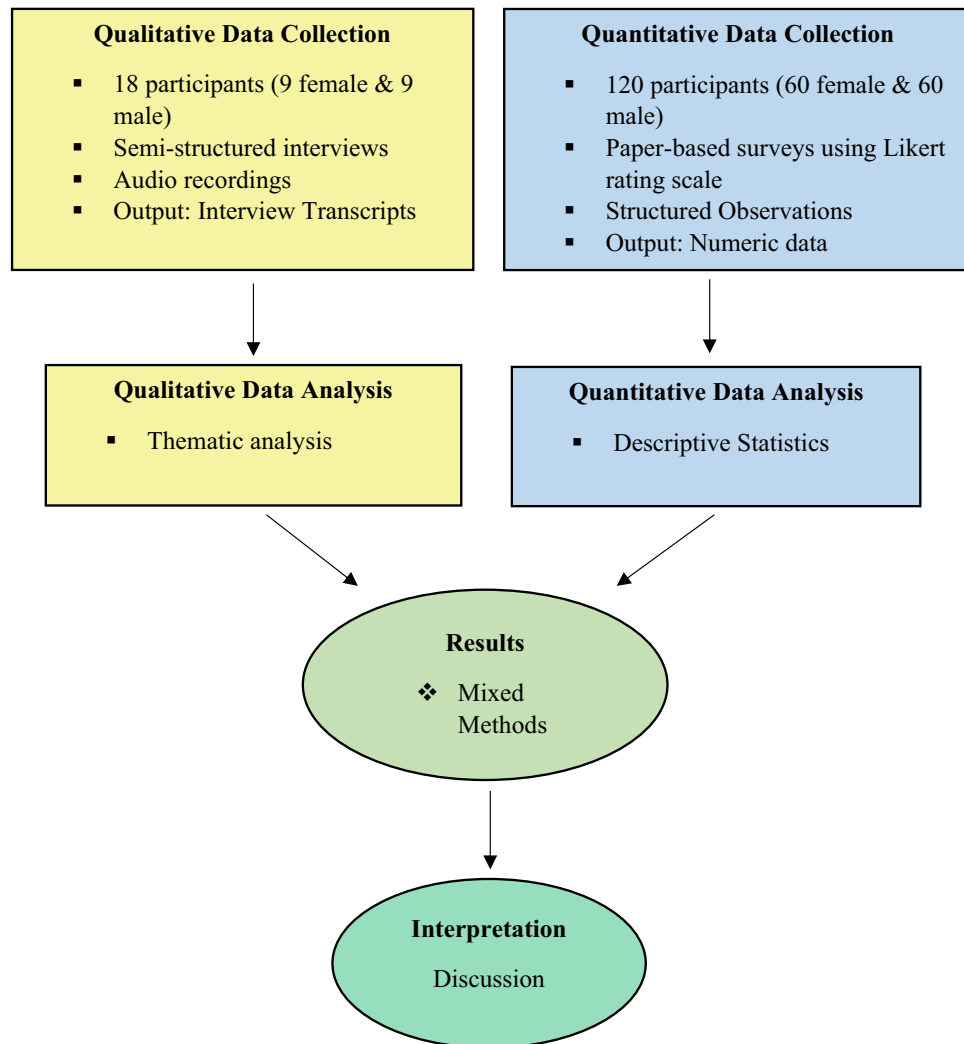 Qualitative Data Collection
▪ 18 participants (9 female & 9
male)
▪ Semi-structured interviews
▪ Audio recordings
▪ Output: Interview Transcripts
Quantitative Data Collection
▪ 120 participants (60 female & 60
male)
▪ Paper-based surveys using Likert
rating scale
▪ Structured Observations
▪ Output: Numeric data
Qualitative Data Analysis
▪ Thematic analysis
Quantitative Data Analysis
▪ Descriptive Statistics
Results
❖ Mixed
Methods
Interpretation
Discussion